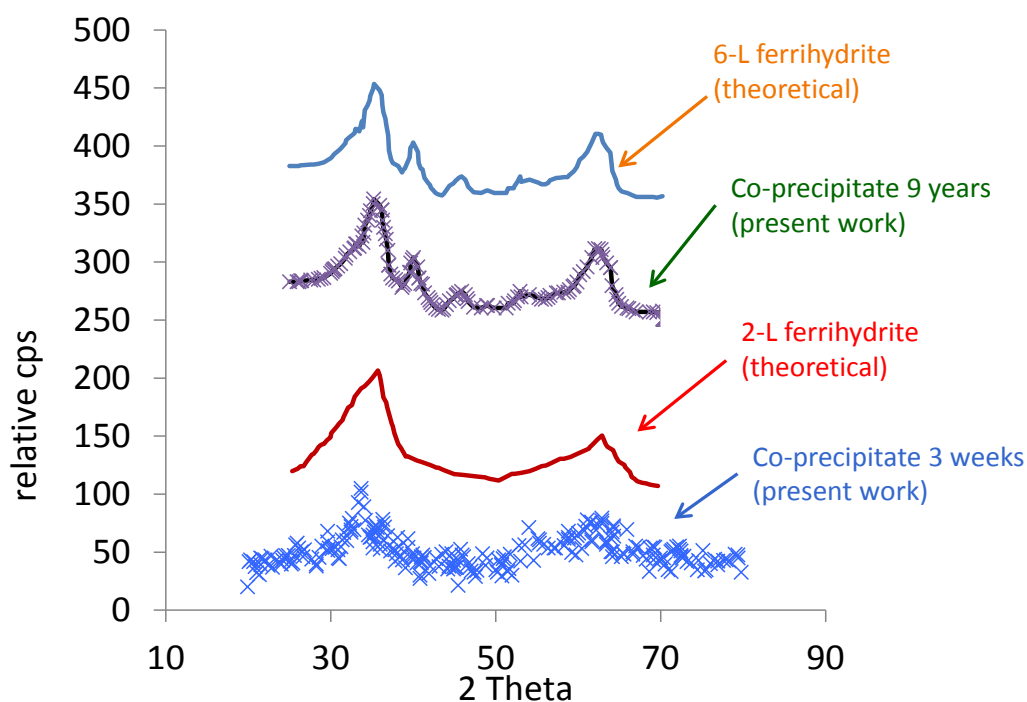 500
450
400
350
300
250
200
150
100
50
0
relative cps
10
30
50
70
90
2 Theta
6-L ferrihydrite
(theoretical)
Co-precipitate 9 years
(present work)
2-L ferrihydrite
(theoretical)
Co-precipitate 3 weeks
(present work)